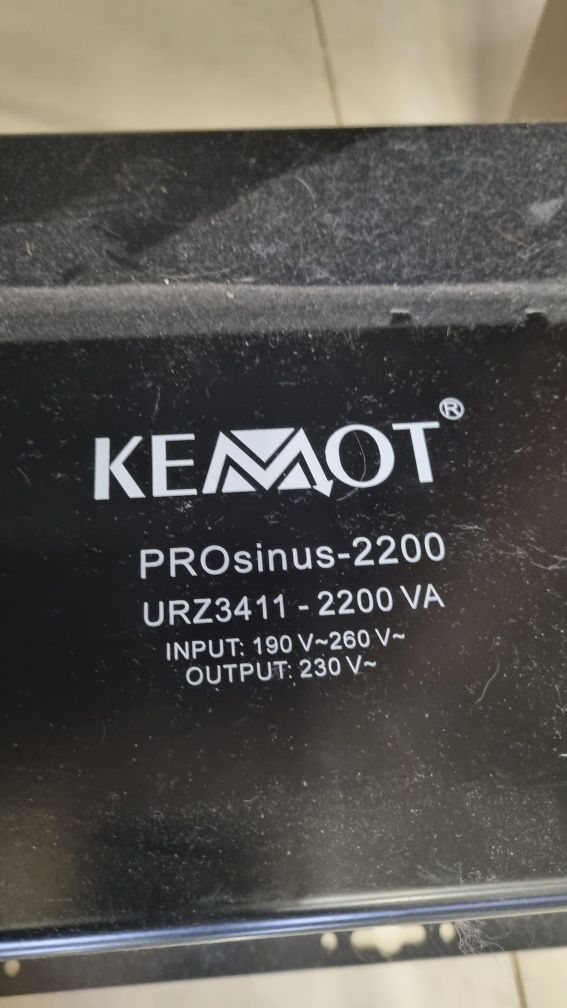 KEMOT®
PROsinus-2200
URZ3411 - 2200 VA
INPUT: 190 V~260 V~
OUTPUT: 230 V~